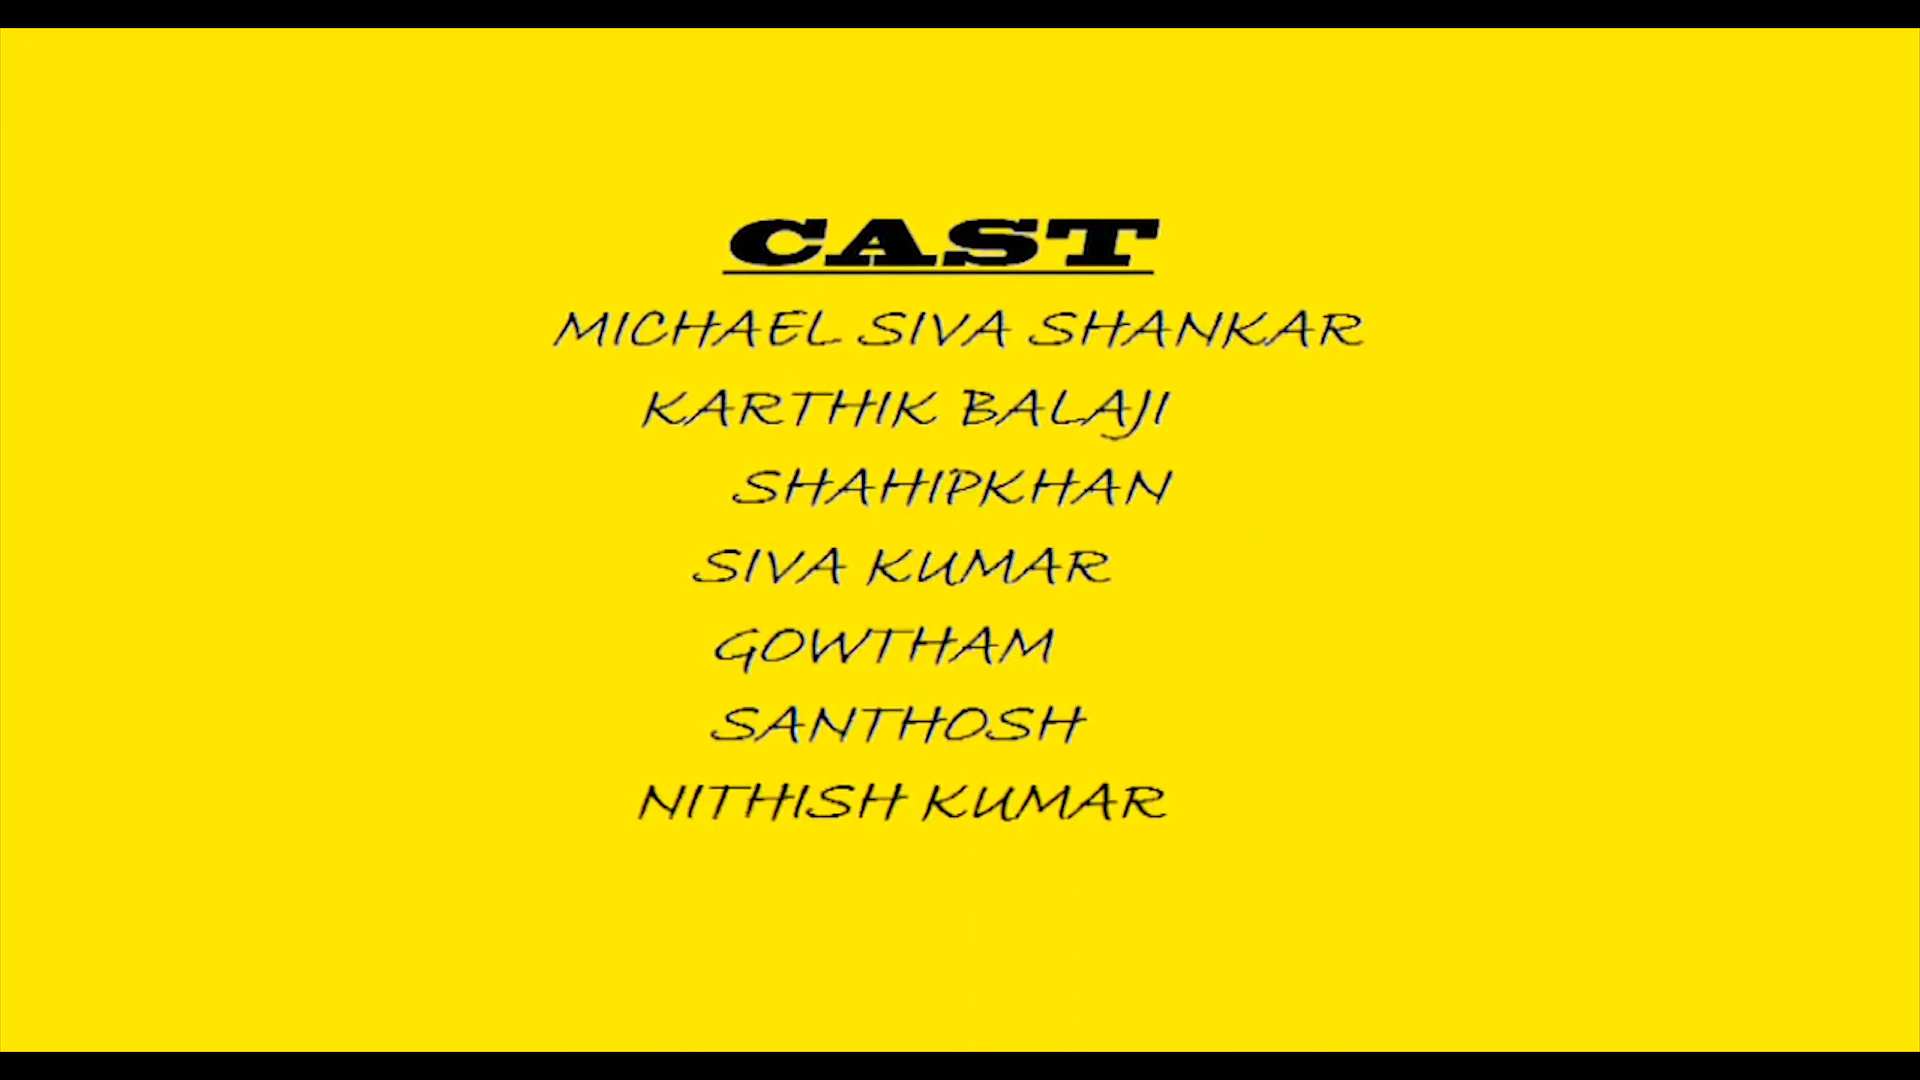 CAST
MICHAEL SIVA SHANKAR
KARTHIK BALAJI
SHAHIPKHAN
SIVA KUMAR
GOWTHAM
SANTHOSH
NITHISH KUMAR